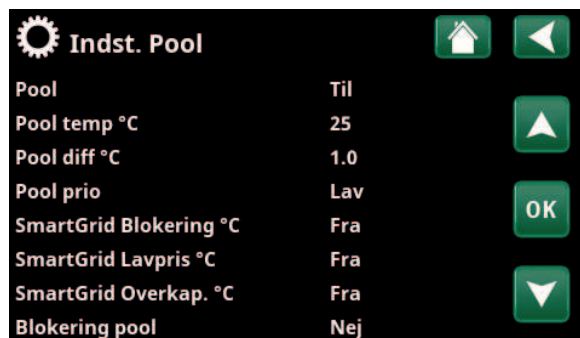 Indst. Pool
Pool Til
Pool temp °C 25
Pool diff °C 1.0
Pool prio Lav
OK
SmartGrid Blokering °C Fra
SmartGrid Lavpris °C Fra
SmartGrid Overkap. °C Fra
Blokering pool Nej